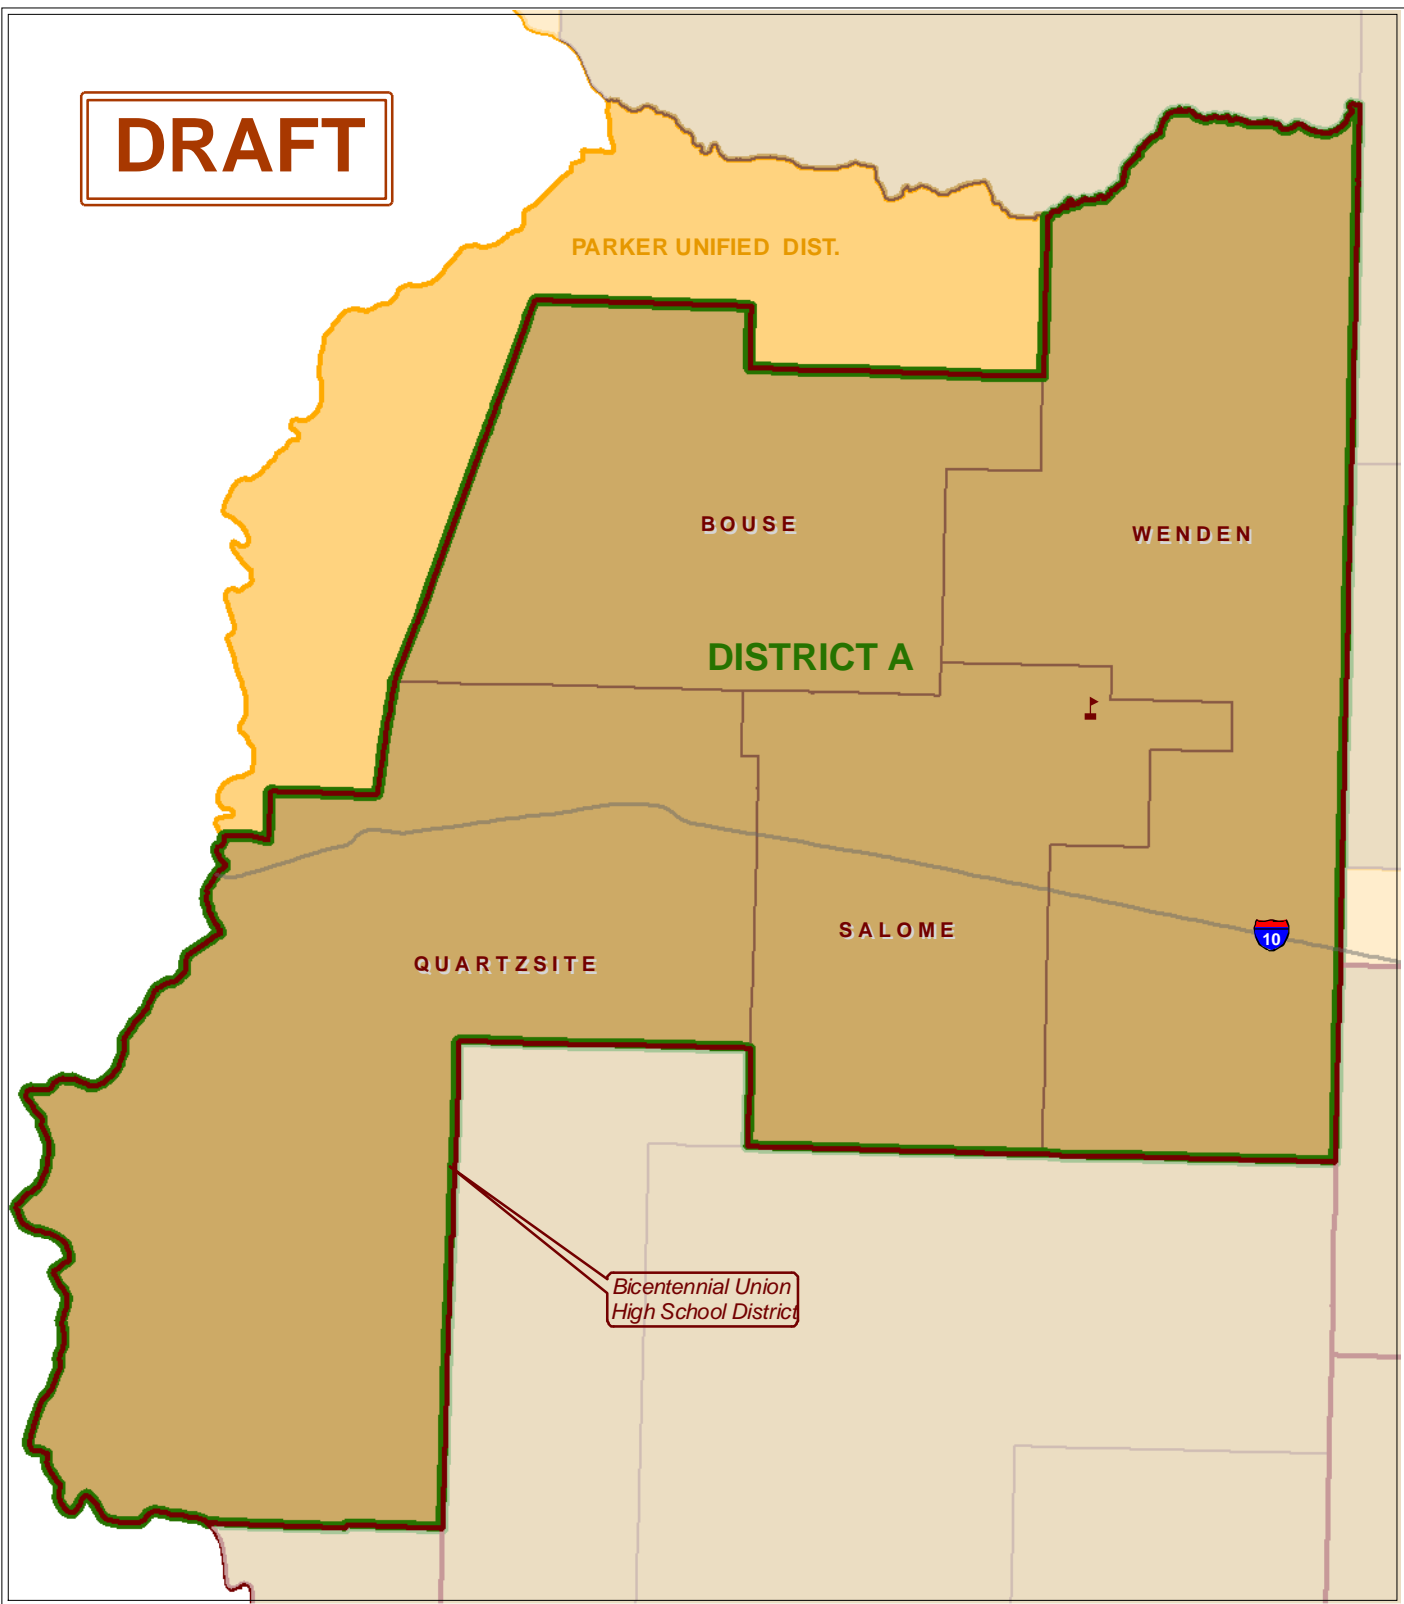 DRAFT
PARKER UNIFIED DIST.
BOUSE
WENDEN
DISTRICT A
SALOME
10
QUARTZSITE
Bicentennial Union
High School District